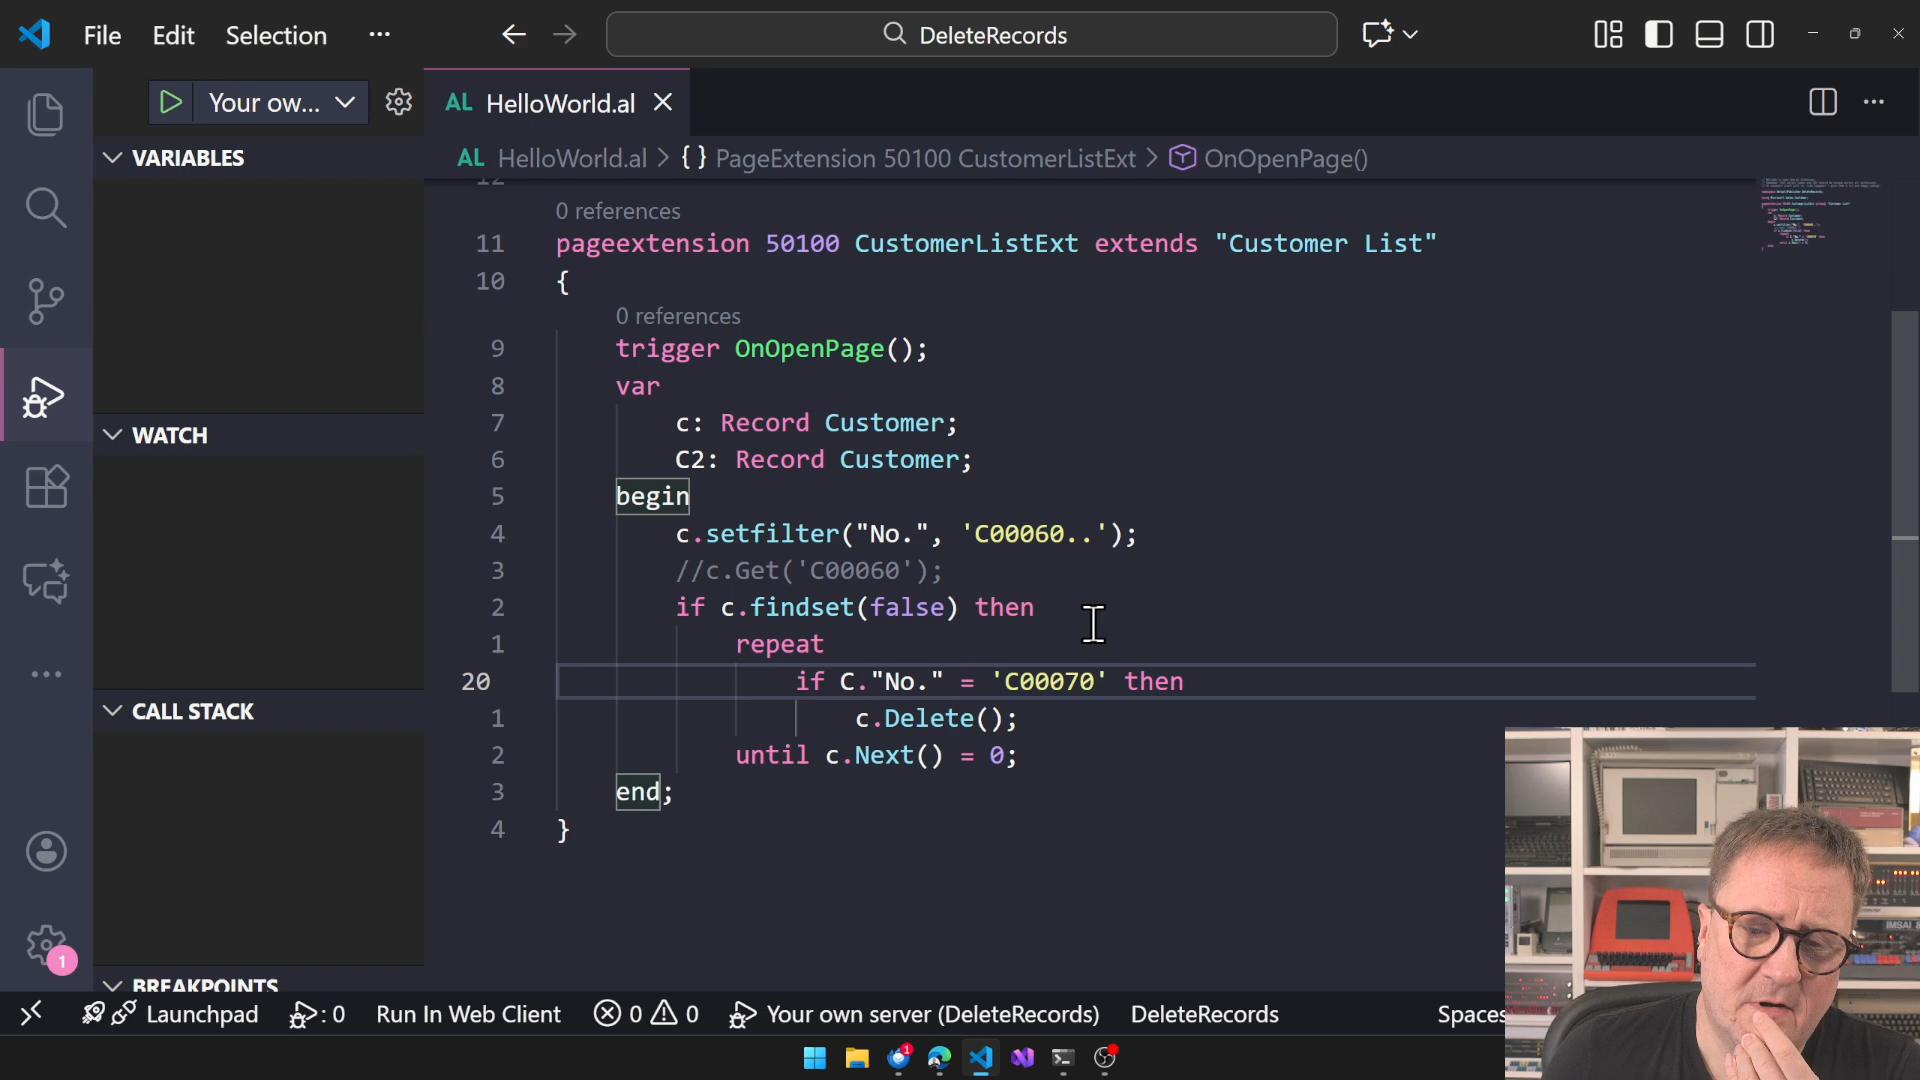 File Edit Selection ...
DeleteRecords
Your ow...
AL HelloWorld.al
AL HelloWorld.al > { } PageExtension 50100 CustomerListExt > OnOpenPage()
VARIABLES
WATCH
CALL STACK
BREAKPOINTS
12
0 references
11 pageextension 50100 CustomerListExt extends "Customer List"
10 {
0 references
9 trigger OnOpenPage();
8 var
7 c: Record Customer;
6 C2: Record Customer;
5 begin
4 c.setfilter("No.", 'C00060..');
3 //c.Get('C00060');
2 if c.findset(false) then
1 repeat
20 if C."No." = 'C00070' then
1 c.Delete();
2 until c.Next() = 0;
3 end;
4 }
1
IMSAI 8
Launchpad : 0 Run In Web Client 0 0 Your own server (DeleteRecords) DeleteRecords Spaces
1